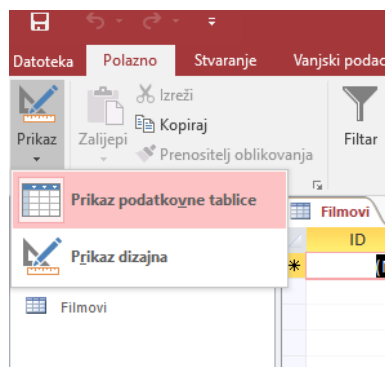 Datoteka Polazno Stvaranje Vanjski podac
Izreži
Kopiraj
Prenositelj oblikovanja
Prikaz Zalijepi Filtar
Prikaz podatkovne tablice
Prikaz dizajna
Filmovi
ID
Filmovi